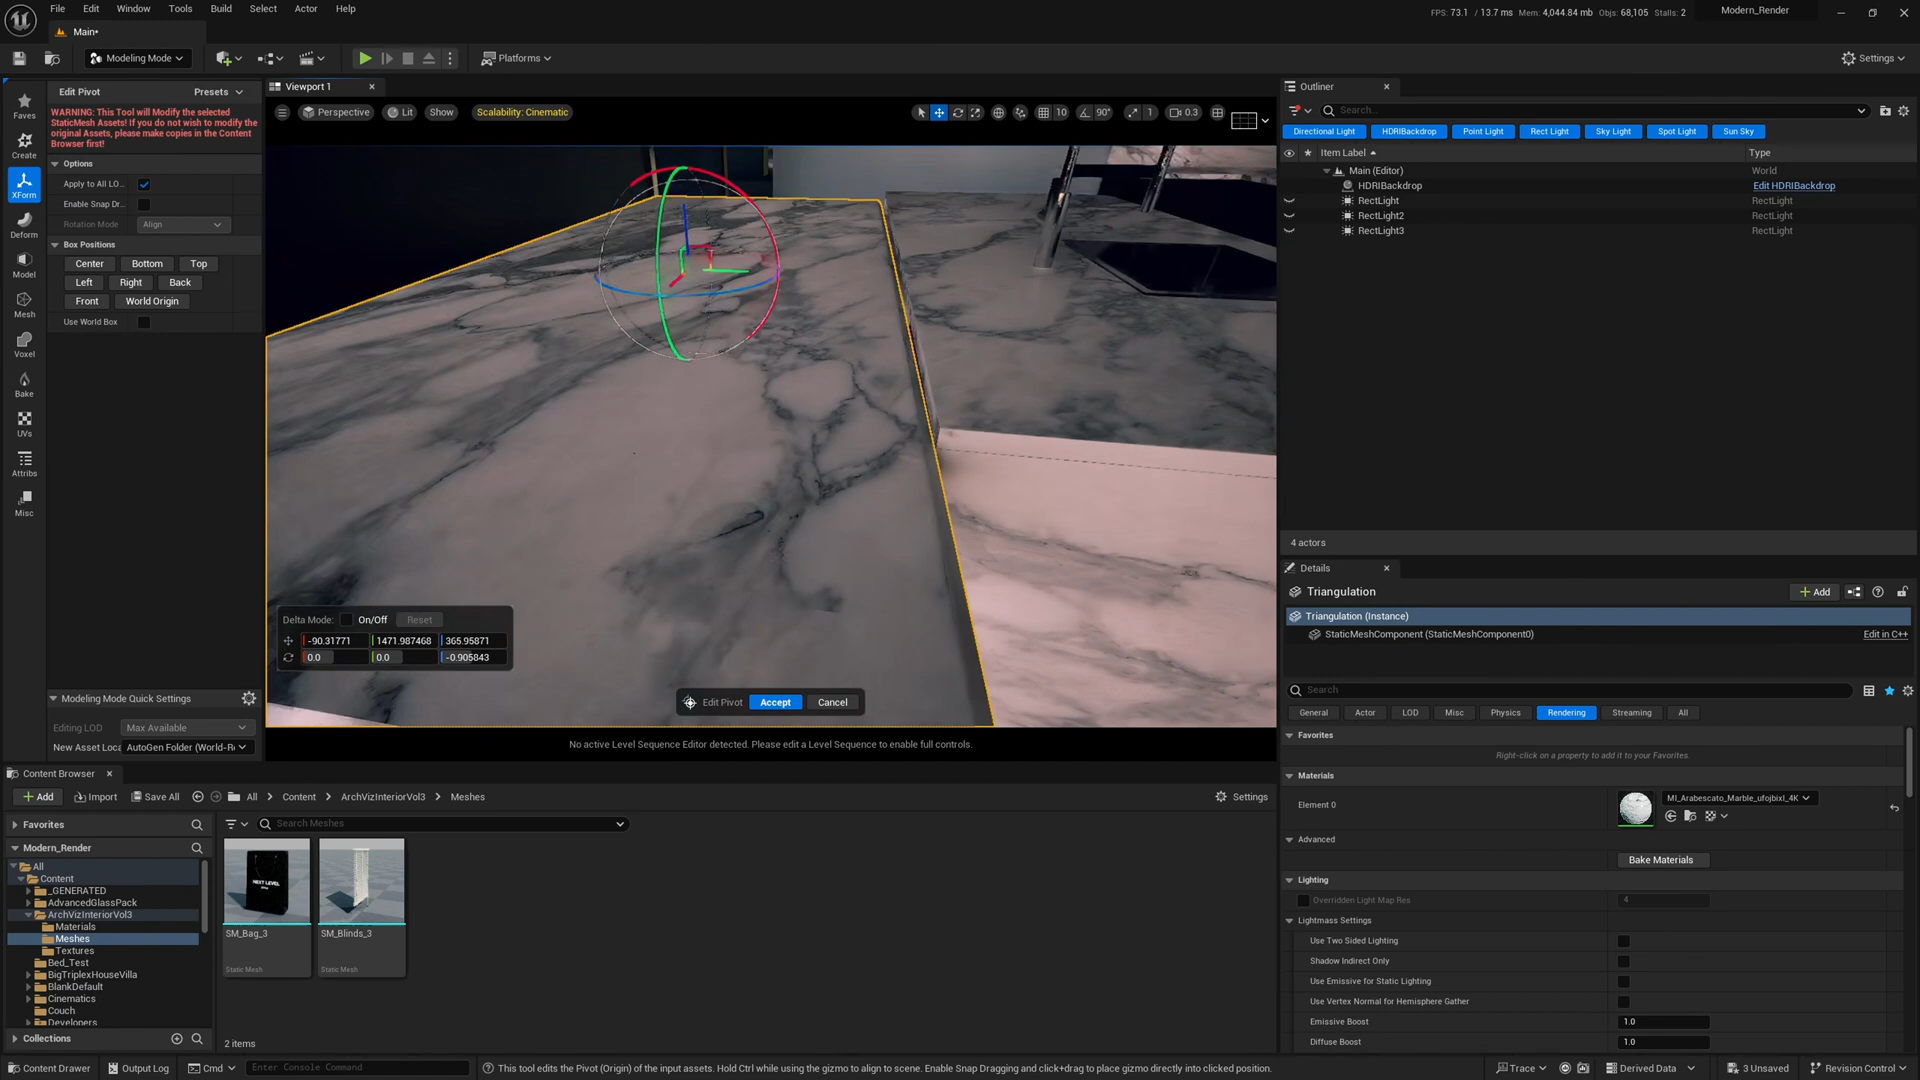 File Edit Window Tools Build Select Actor Help
FPS: 73.1 / 13.7 ms Mem: 4,044.84 mb Objs: 68,105 Stalls: 2
Modern_Render
Main*
Modeling Mode
Platforms
Settings
Faves
Create
XForm
Deform
Model
Mesh
Voxel
Bake
UVs
Attribs
Misc
Edit Pivot
Presets
WARNING: This Tool will Modify the selected
StaticMesh Assets! If you do not wish to modify the
original Assets, please make copies in the Content
Browser first!
Options
Apply to All LO...
Enable Snap Dr...
Rotation Mode Align
Box Positions
Center Bottom Top
Left Right Back
Front World Origin
Use World Box
Modeling Mode Quick Settings
Editing LOD Max Available
New Asset Loca AutoGen Folder (World-R
Viewport 1
Perspective Lit Show Scalability: Cinematic
10 90° 1 0.3
Delta Mode: On/Off Reset
-90.31771 1471.987468 365.95871
0.0 0.0 -0.905843
Edit Pivot Accept Cancel
No active Level Sequence Editor detected. Please edit a Level Sequence to enable full controls.
Outliner
Search...
Directional Light HDRIBackdrop Point Light Rect Light Sky Light Spot Light Sun Sky
Item Label Type
Main (Editor) World
HDRIBackdrop Edit HDRIBackdrop
RectLight RectLight
RectLight2 RectLight
RectLight3 RectLight
4 actors
Details
Triangulation
Add
Triangulation (Instance)
StaticMeshComponent (StaticMeshComponent0) Edit in C++
Search
General Actor LOD Misc Physics Rendering Streaming All
Favorites
Right-click on a property to add it to your Favorites.
Materials
Element 0 MI_Arabescato_Marble_ufojbixl_4K
Advanced
Bake Materials
Lighting
Overridden Light Map Res 4
Lightmass Settings
Use Two Sided Lighting
Shadow Indirect Only
Use Emissive for Static Lighting
Use Vertex Normal for Hemisphere Gather
Emissive Boost 1.0
Diffuse Boost 1.0
Content Browser
Add Import Save All All Content ArchVizInteriorVol3 Meshes Settings
Favorites
Modern_Render
All
Content
_GENERATED
AdvancedGlassPack
ArchVizInteriorVol3
Materials
Meshes
Textures
Bed_Test
BigTriplexHouseVilla
BlankDefault
Cinematics
Couch
Developers
Collections
Search Meshes
NEXT LEVEL
SM_Bag_3
Static Mesh
SM_Blinds_3
Static Mesh
2 items
Content Drawer Output Log Cmd Enter Console Command
This tool edits the Pivot (Origin) of the input assets. Hold Ctrl while using the gizmo to align to scene. Enable Snap Dragging and click+drag to place gizmo directly into clicked position.
Trace Derived Data 3 Unsaved Revision Control